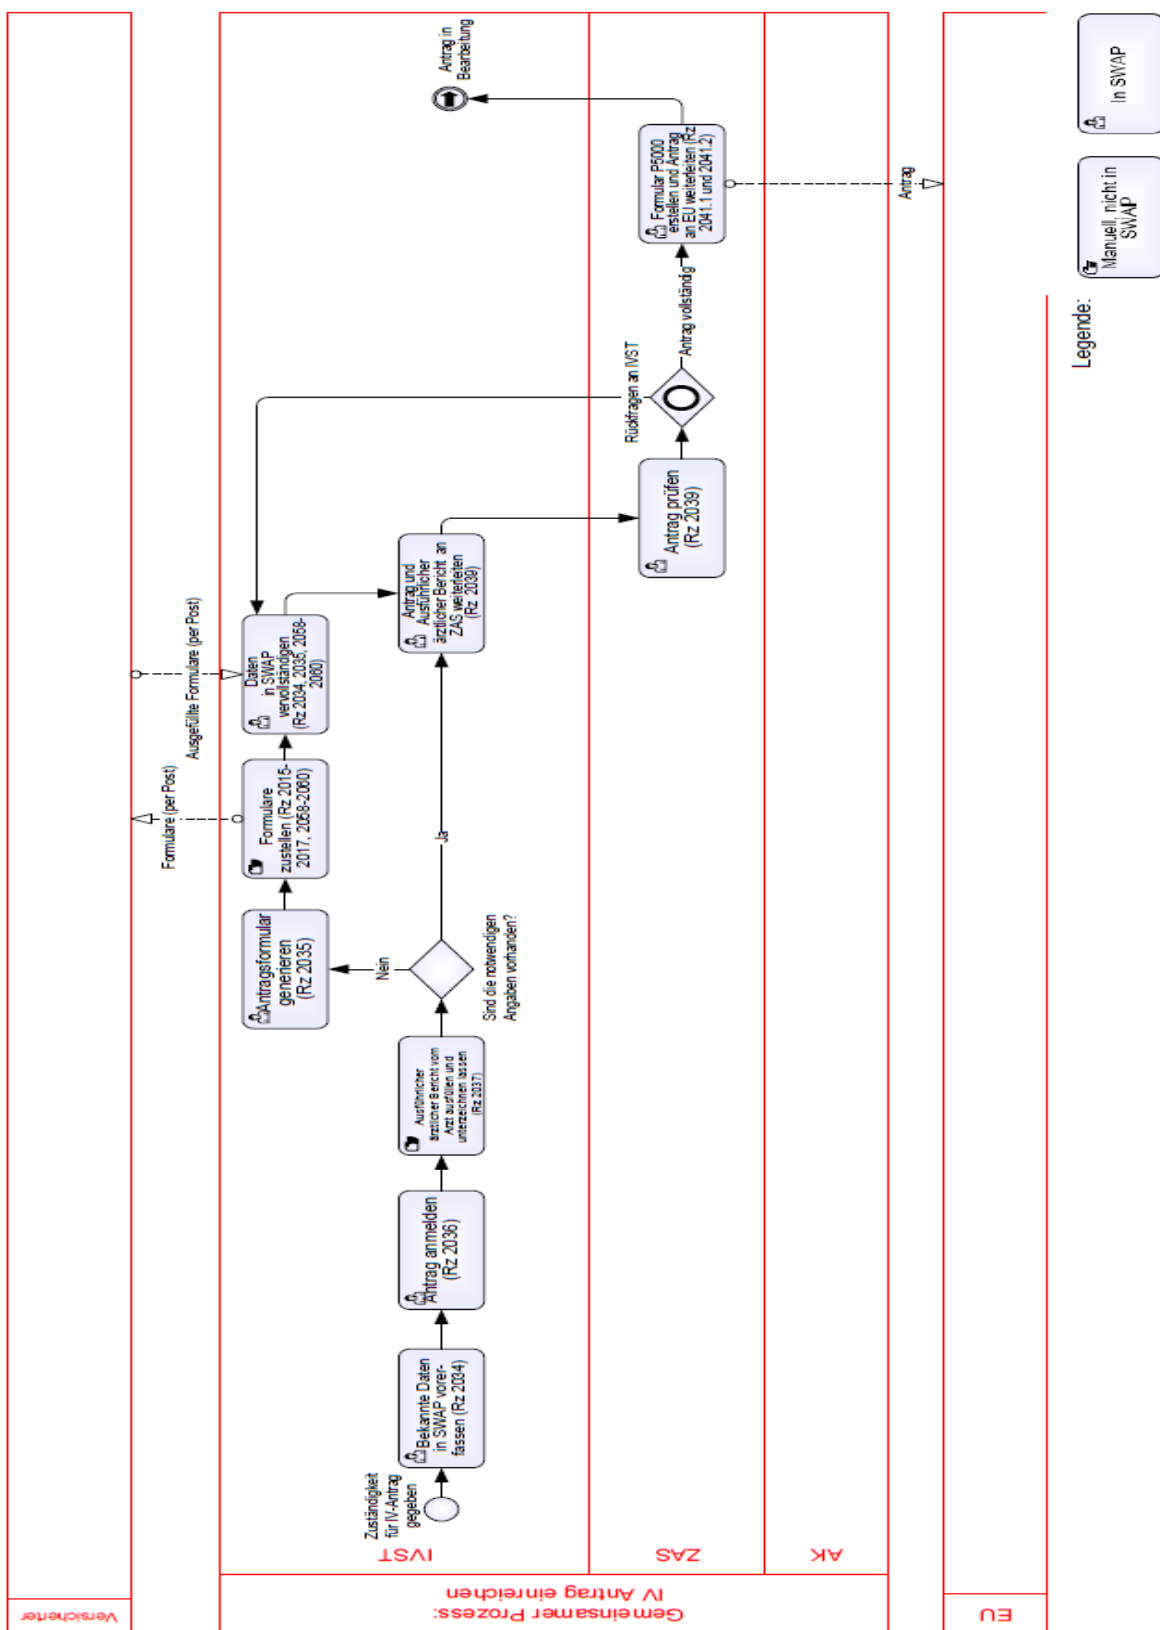 Versicherter
Gemeinsamer Prozess:
IV Antrag einreichen
IVST
ZAS
AK
EU
Zuständigkeit
für IV-Antrag
gegeben
Bekannte Daten
in SWAP vorer-
fassen (Rz 2034)
Antrag anmelden
(Rz 2036)
Ausführlicher
ärztlicher Bericht vom
Arzt ausfüllen und
unterzeichnen lassen
(Rz 2037)
Sind die notwendigen
Angaben vorhanden?
Nein
Ja
Antragsformular
generieren
(Rz 2035)
Formulare
zustellen (Rz 2015-
2017, 2058-2060)
Formulare (per Post)
Ausgefüllte Formulare (per Post)
Daten
in SWAP
vervollständigen
(Rz 2034, 2035, 2058-
2060)
Antrag und
Ausführlicher
ärztlicher Bericht an
ZAS weiterleiten
(Rz 2039)
Antrag prüfen
(Rz 2039)
Rückfragen an IVST
Antrag vollständig
Formular P5000
erstellen und Antrag
an EU weiterleiten (Rz
2041.1 und 2041.2)
Antrag in
Bearbeitung
Antrag
Legende:
Manuell, nicht in
SWAP
In SWAP